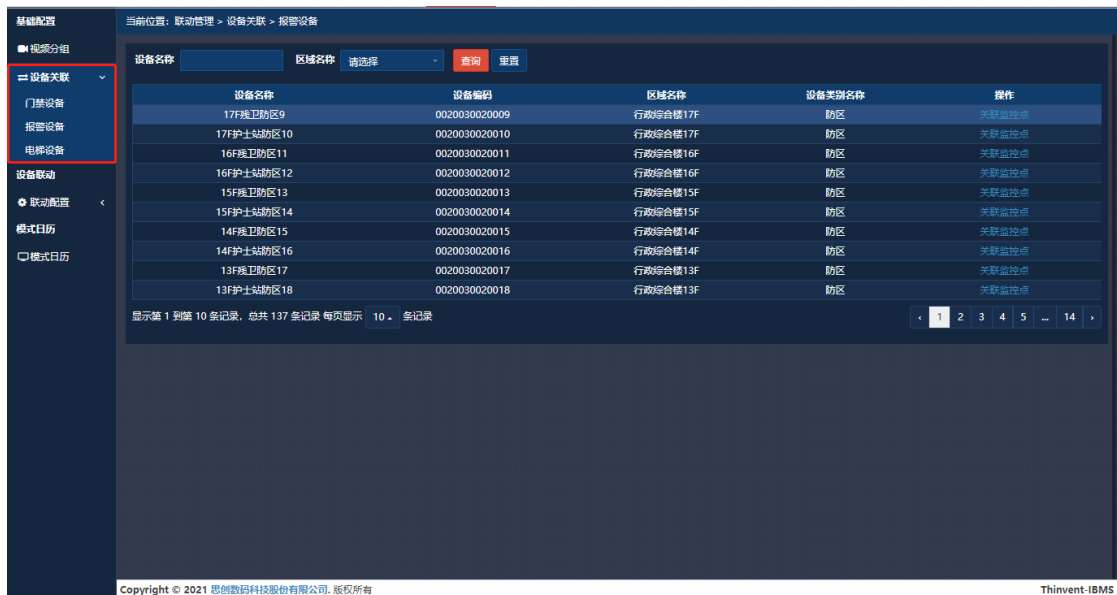 基础配置
当前位置：联动管理 > 设备关联 > 报警设备
视频分组
设备关联
门禁设备
报警设备
电梯设备
设备联动
联动配置
模式日历
模式日历
设备名称 区域名称 请选择 查询 重置
设备名称 设备编码 区域名称 设备类别名称 操作
17F残卫防区9 0020030020009 行政综合楼17F 防区 关联监控点
17F护士站防区10 0020030020010 行政综合楼17F 防区 关联监控点
16F残卫防区11 0020030020011 行政综合楼16F 防区 关联监控点
16F护士站防区12 0020030020012 行政综合楼16F 防区 关联监控点
15F残卫防区13 0020030020013 行政综合楼15F 防区 关联监控点
15F护士站防区14 0020030020014 行政综合楼15F 防区 关联监控点
14F残卫防区15 0020030020015 行政综合楼14F 防区 关联监控点
14F护士站防区16 0020030020016 行政综合楼14F 防区 关联监控点
13F残卫防区17 0020030020017 行政综合楼13F 防区 关联监控点
13F护士站防区18 0020030020018 行政综合楼13F 防区 关联监控点
显示第 1 到第 10 条记录，总共 137 条记录 每页显示 10 条记录
‹ 1 2 3 4 5 ... 14 ›
Copyright © 2021 思创数码科技股份有限公司. 版权所有
Thinvent-IBMS